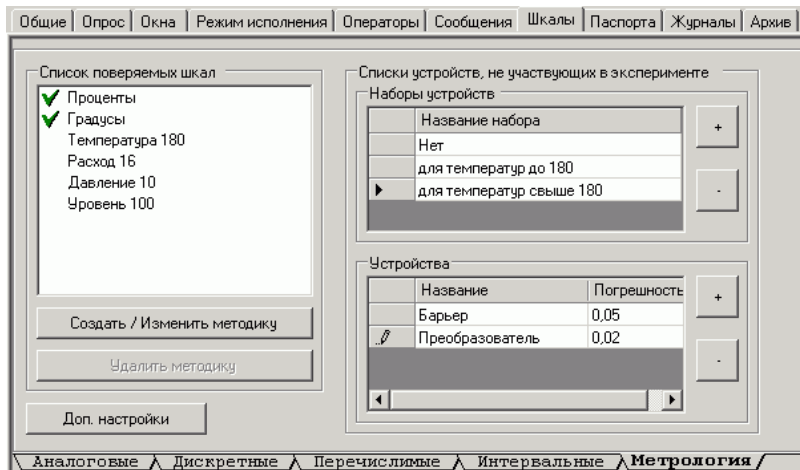 Общие Опрос Окна Режим исполнения Операторы Сообщения Шкалы Паспорта Журналы Архив
Список поверяемых шкал
Проценты
Градусы
Температура 180
Расход 16
Давление 10
Уровень 100
Создать / Изменить методику
Удалить методику
Доп. настройки
Списки устройств, не участвующих в эксперименте
Наборы устройств
Название набора
Нет
для температур до 180
для температур свыше 180
+
-
Устройства
Название Погрешность
Барьер 0,05
Преобразователь 0,02
+
-
Аналоговые Дискретные Перечислимые Интервальные Метрология